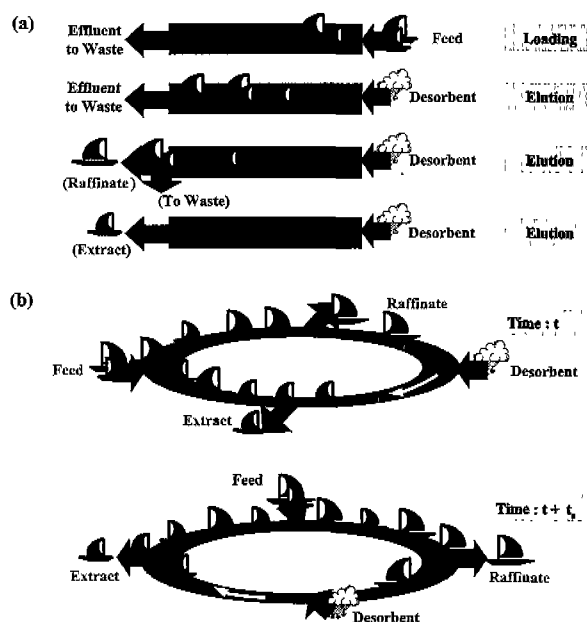 (a)
Effluent
to Waste
Feed
Loading
Effluent
to Waste
Desorbent
Elution
(Raffinate)
(To Waste)
Desorbent
Elution
(Extract)
Desorbent
Elution
(b)
Raffinate
Time : t
Feed
Desorbent
Extract
Feed
Time : t + ts
Extract
Raffinate
Desorbent